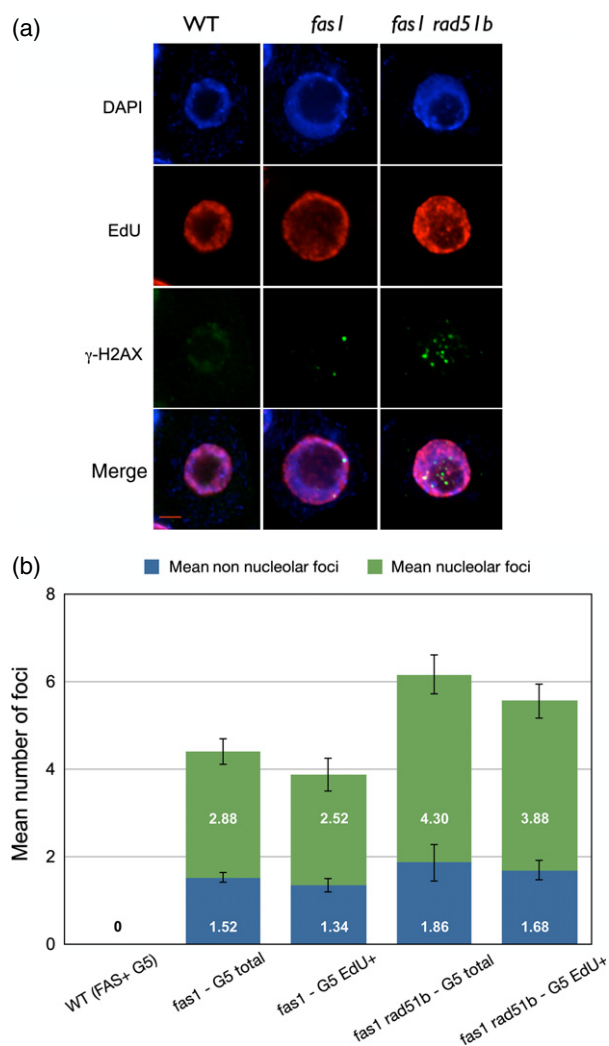 (a)
WT fas1 fas1 rad51b
DAPI
EdU
γ-H2AX
Merge
(b)
Mean non nucleolar foci Mean nucleolar foci
Mean number of foci
8
6
4
2
0
0
2.88
2.52
4.30
3.88
1.52
1.34
1.86
1.68
WT (FAS+ G5)
fas1 - G5 total
fas1 - G5 EdU+
fas1 rad51b - G5 total
fas1 rad51b - G5 EdU+